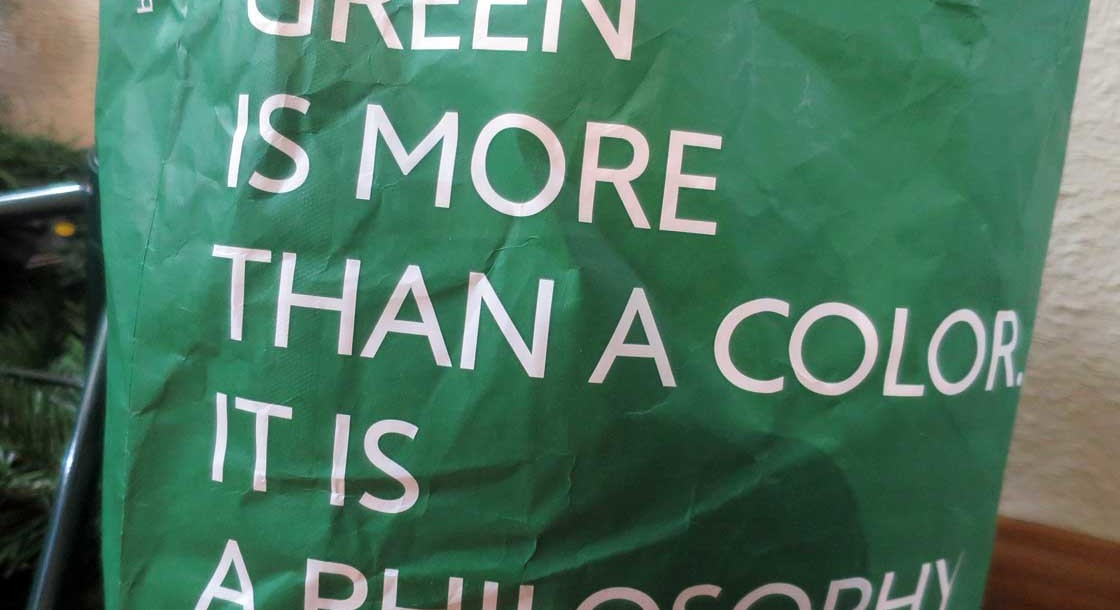 GREEN
IS MORE
THAN A COLOR.
IT IS
A PHILOSOPHY